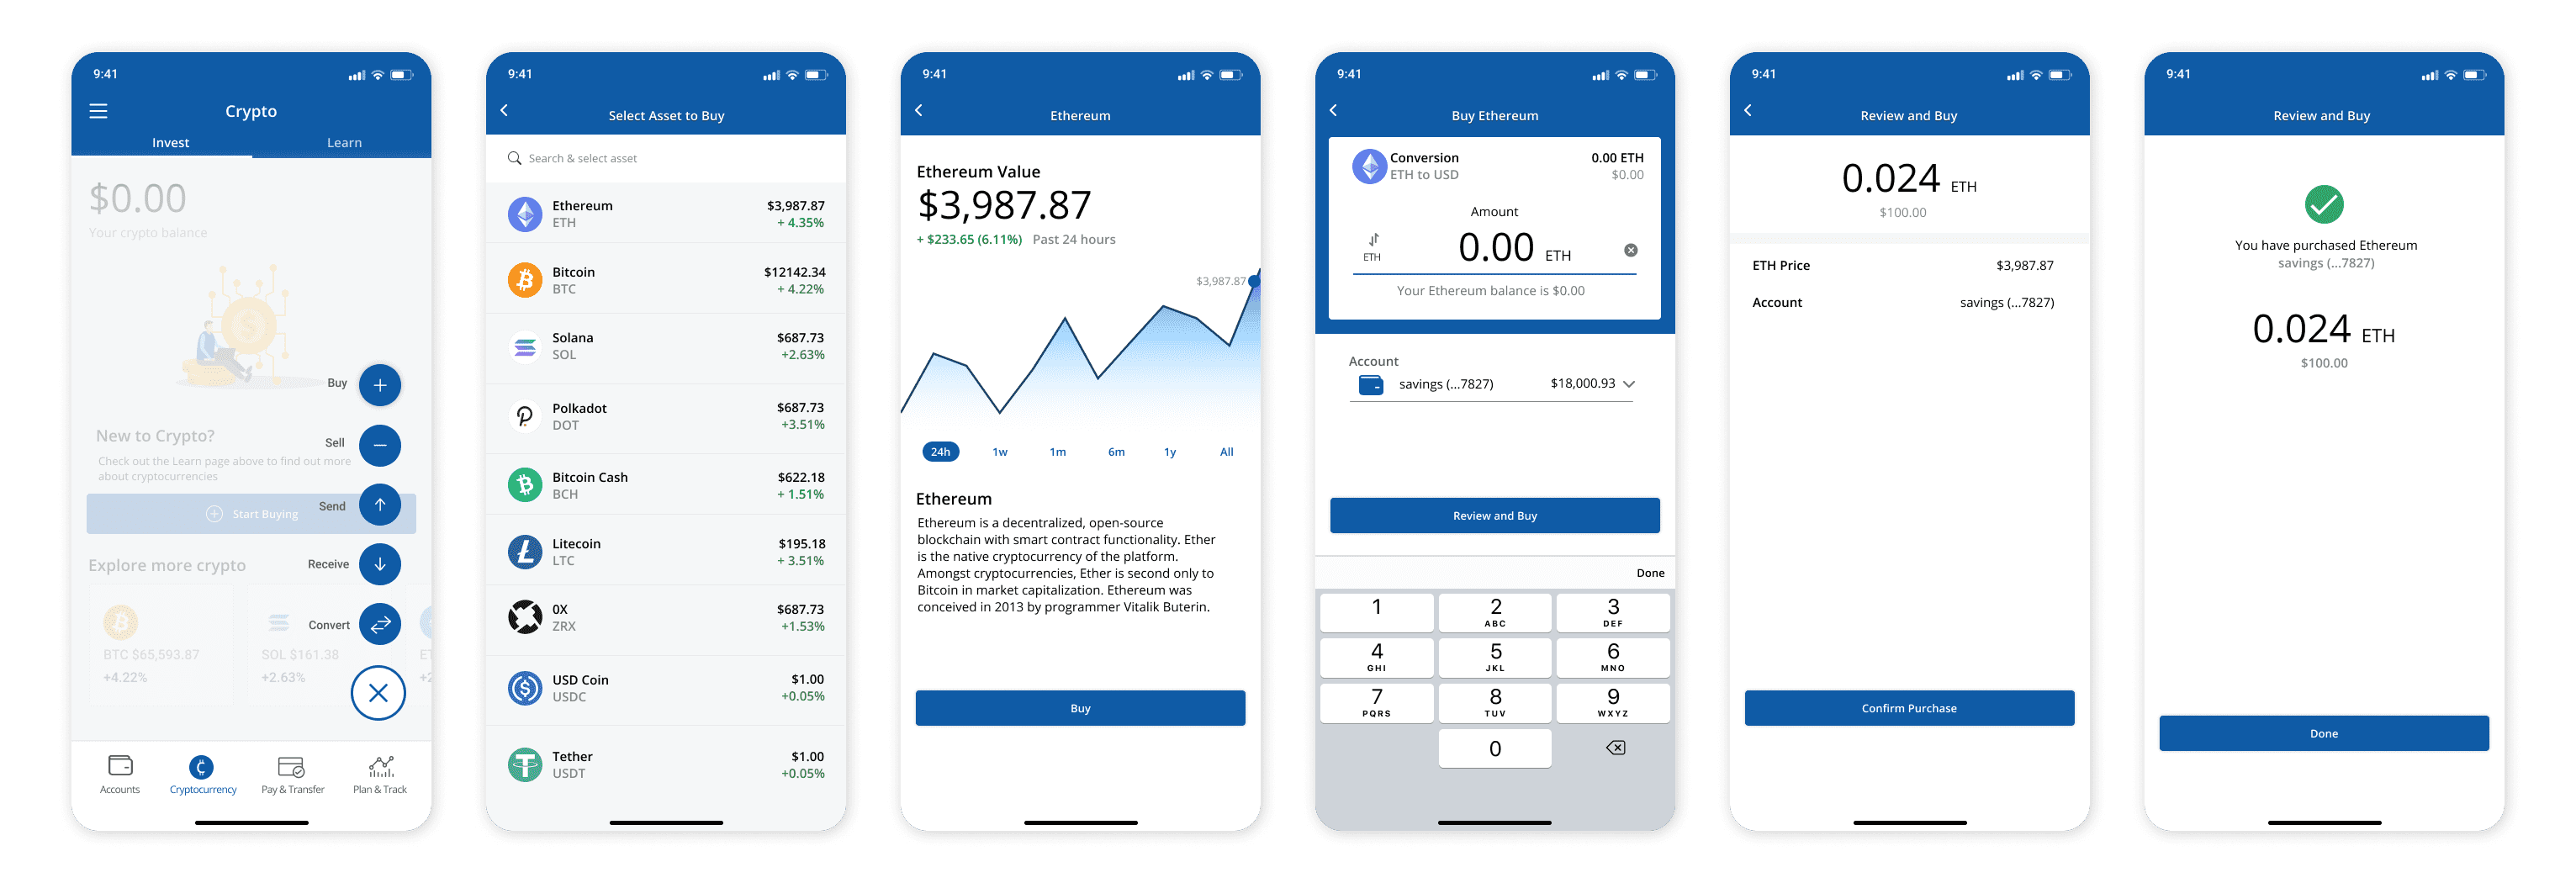 9:41
Crypto
Invest Learn
$0.00
Your crypto balance
Buy
New to Crypto?
Sell
Check out the Learn page above to find out more
about cryptocurrencies
Start Buying
Send
Explore more crypto
Receive
Convert
BTC $65,593.87
+4.22%
SOL $161.38
+2.63%
Accounts Cryptocurrency Pay & Transfer Plan & Track
9:41
Select Asset to Buy
Search & select asset
Ethereum $3,987.87
ETH + 4.35%
Bitcoin $12142.34
BTC + 4.22%
Solana $687.73
SOL +2.63%
Polkadot $687.73
DOT +3.51%
Bitcoin Cash $622.18
BCH + 1.51%
Litecoin $195.18
LTC + 3.51%
0X $687.73
ZRX +1.53%
USD Coin $1.00
USDC +0.05%
Tether $1.00
USDT +0.05%
9:41
Ethereum
Ethereum Value
$3,987.87
+ $233.65 (6.11%) Past 24 hours
$3,987.87
24h 1w 1m 6m 1y All
Ethereum
Ethereum is a decentralized, open-source
blockchain with smart contract functionality. Ether
is the native cryptocurrency of the platform.
Amongst cryptocurrencies, Ether is second only to
Bitcoin in market capitalization. Ethereum was
conceived in 2013 by programmer Vitalik Buterin.
Buy
9:41
Buy Ethereum
Conversion 0.00 ETH
ETH to USD $0.00
Amount
ETH 0.00 ETH
Your Ethereum balance is $0.00
Account
savings (...7827) $18,000.93
Review and Buy
Done
1 2 3
ABC DEF
4 5 6
GHI JKL MNO
7 8 9
PQRS TUV WXYZ
0
9:41
Review and Buy
0.024 ETH
$100.00
ETH Price $3,987.87
Account savings (...7827)
Confirm Purchase
9:41
Review and Buy
You have purchased Ethereum
savings (...7827)
0.024 ETH
$100.00
Done